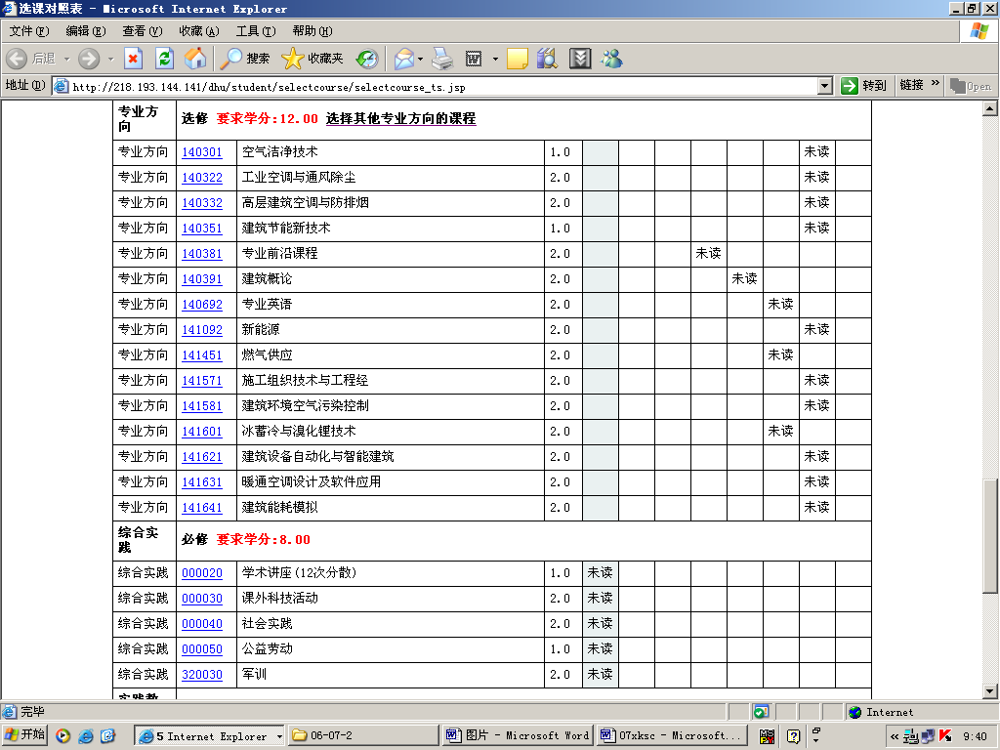 选课对照表 - Microsoft Internet Explorer
文件(F) 编辑(E) 查看(V) 收藏(A) 工具(T) 帮助(H)
后退 搜索 收藏夹
地址(D) http://218.193.144.141/dhu/student/selectcourse/selectcourse_ts.jsp 转到 链接 » Open
专业方向 选修 要求学分:12.00 选择其他专业方向的课程
专业方向 140301 空气洁净技术 1.0 未读
专业方向 140322 工业空调与通风除尘 2.0 未读
专业方向 140332 高层建筑空调与防排烟 2.0 未读
专业方向 140351 建筑节能新技术 1.0 未读
专业方向 140381 专业前沿课程 2.0 未读
专业方向 140391 建筑概论 2.0 未读
专业方向 140692 专业英语 2.0 未读
专业方向 141092 新能源 2.0 未读
专业方向 141451 燃气供应 2.0 未读
专业方向 141571 施工组织技术与工程经 2.0 未读
专业方向 141581 建筑环境空气污染控制 2.0 未读
专业方向 141601 冰蓄冷与溴化锂技术 2.0 未读
专业方向 141621 建筑设备自动化与智能建筑 2.0 未读
专业方向 141631 暖通空调设计及软件应用 2.0 未读
专业方向 141641 建筑能耗模拟 2.0 未读
综合实践 必修 要求学分:8.00
综合实践 000020 学术讲座(12次分散) 1.0 未读
综合实践 000030 课外科技活动 2.0 未读
综合实践 000040 社会实践 2.0 未读
综合实践 000050 公益劳动 1.0 未读
综合实践 320030 军训 2.0 未读
完毕 Internet
开始 5 Internet Explorer 06-07-2 图片 - Microsoft Word 07xksc - Microsoft... « 9:40